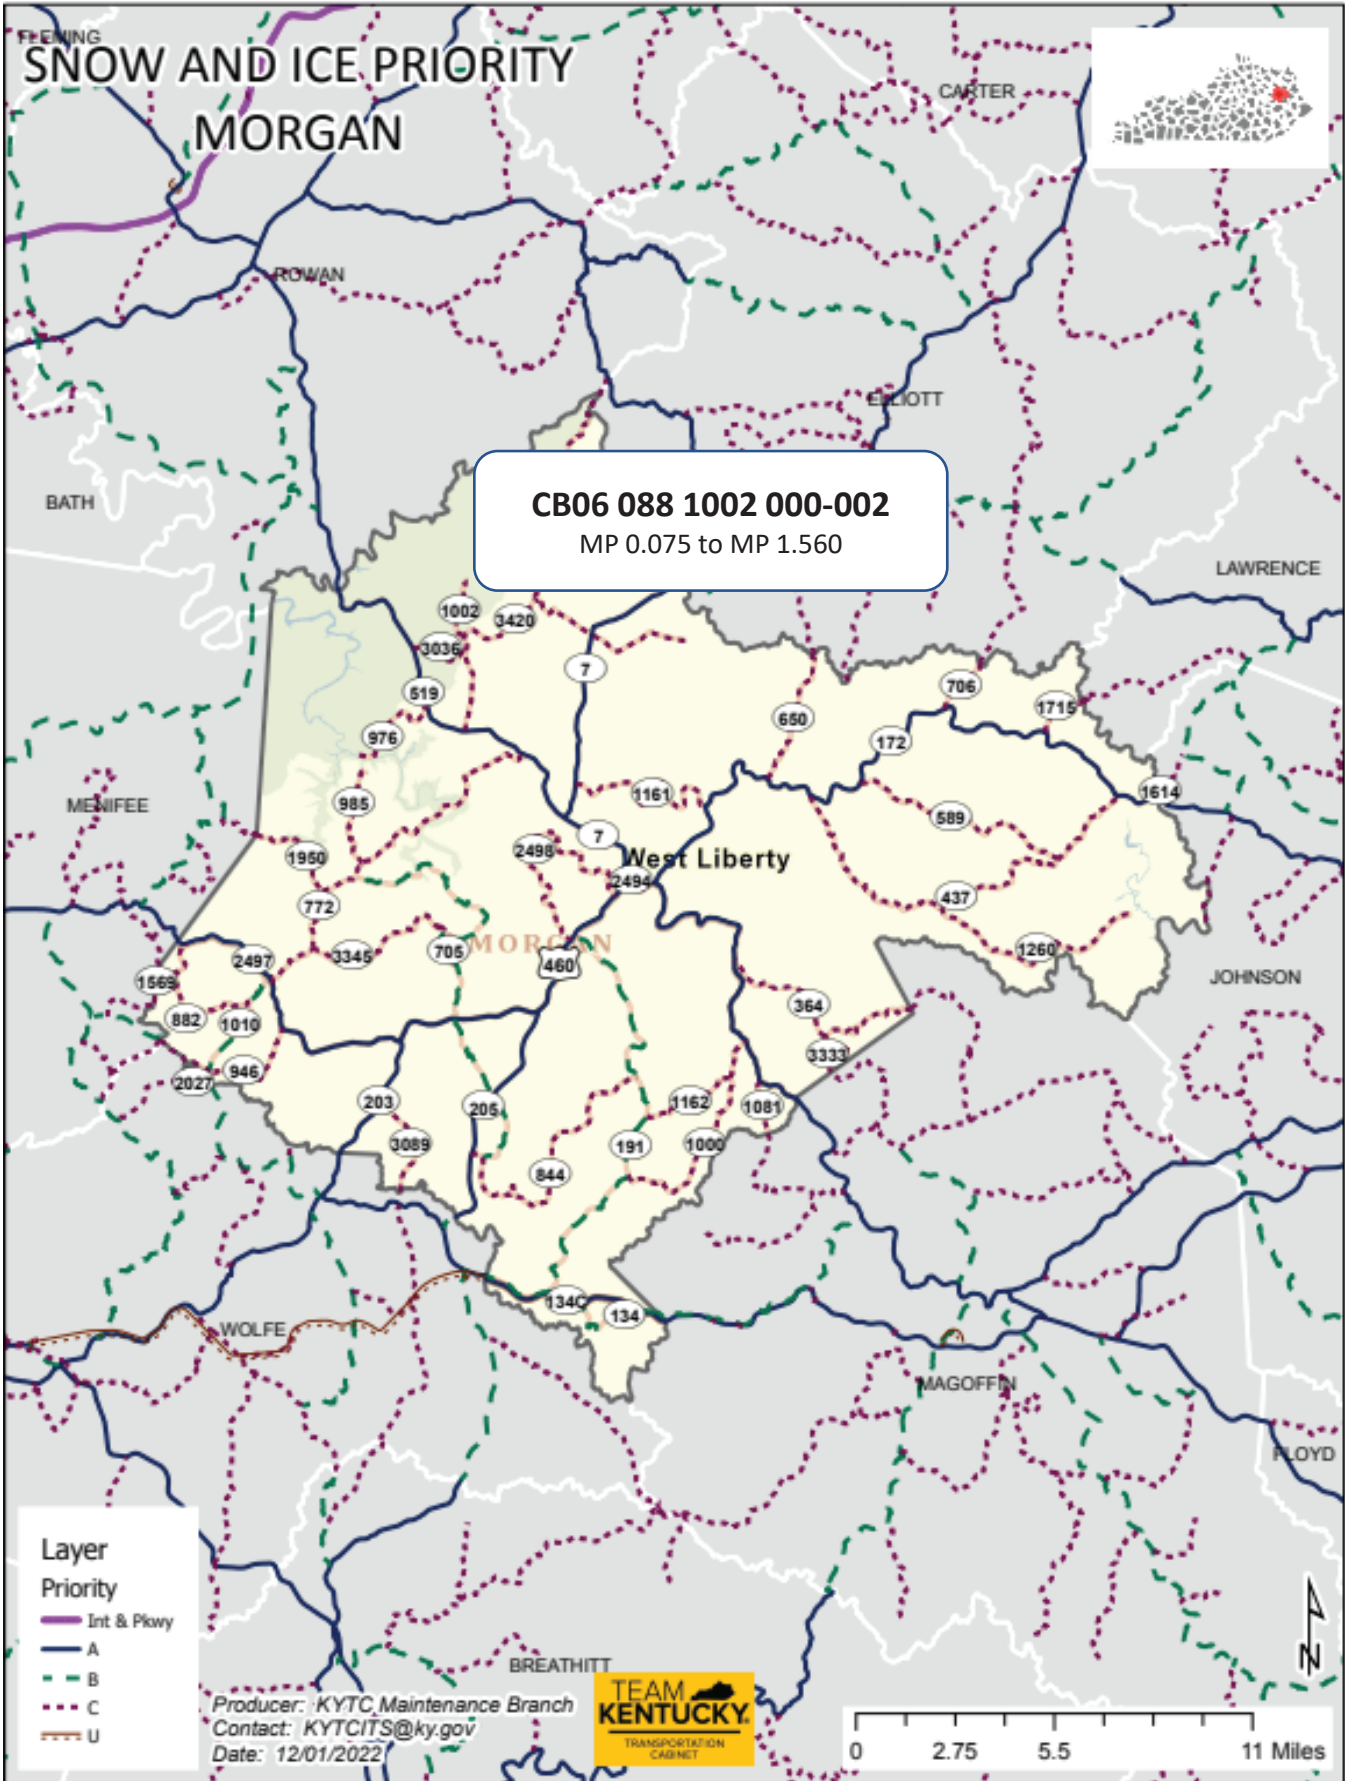 FLEMING
SNOW AND ICE PRIORITY
MORGAN
CARTER
ROWAN
ELLIOTT
BATH
CB06 088 1002 000-002
MP 0.075 to MP 1.560
LAWRENCE
1002
3420
3036
7
519
706
1715
650
976
172
1161
1614
MENIFEE
985
589
7
2498
West Liberty
1950
2494
437
772
MORGAN
3345
705
1260
2497
460
1569
JOHNSON
364
882
1010
3333
946
2027
203
205
1162
1081
3089
191
1000
844
134C
134
WOLFE
MAGOFFIN
FLOYD
Layer
Priority
Int & Pkwy
A
B
C
U
BREATHITT
Producer: KYTC Maintenance Branch
Contact: KYTCITS@ky.gov
Date: 12/01/2022
TEAM
KENTUCKY.
TRANSPORTATION
CABINET
N
0 2.75 5.5 11 Miles